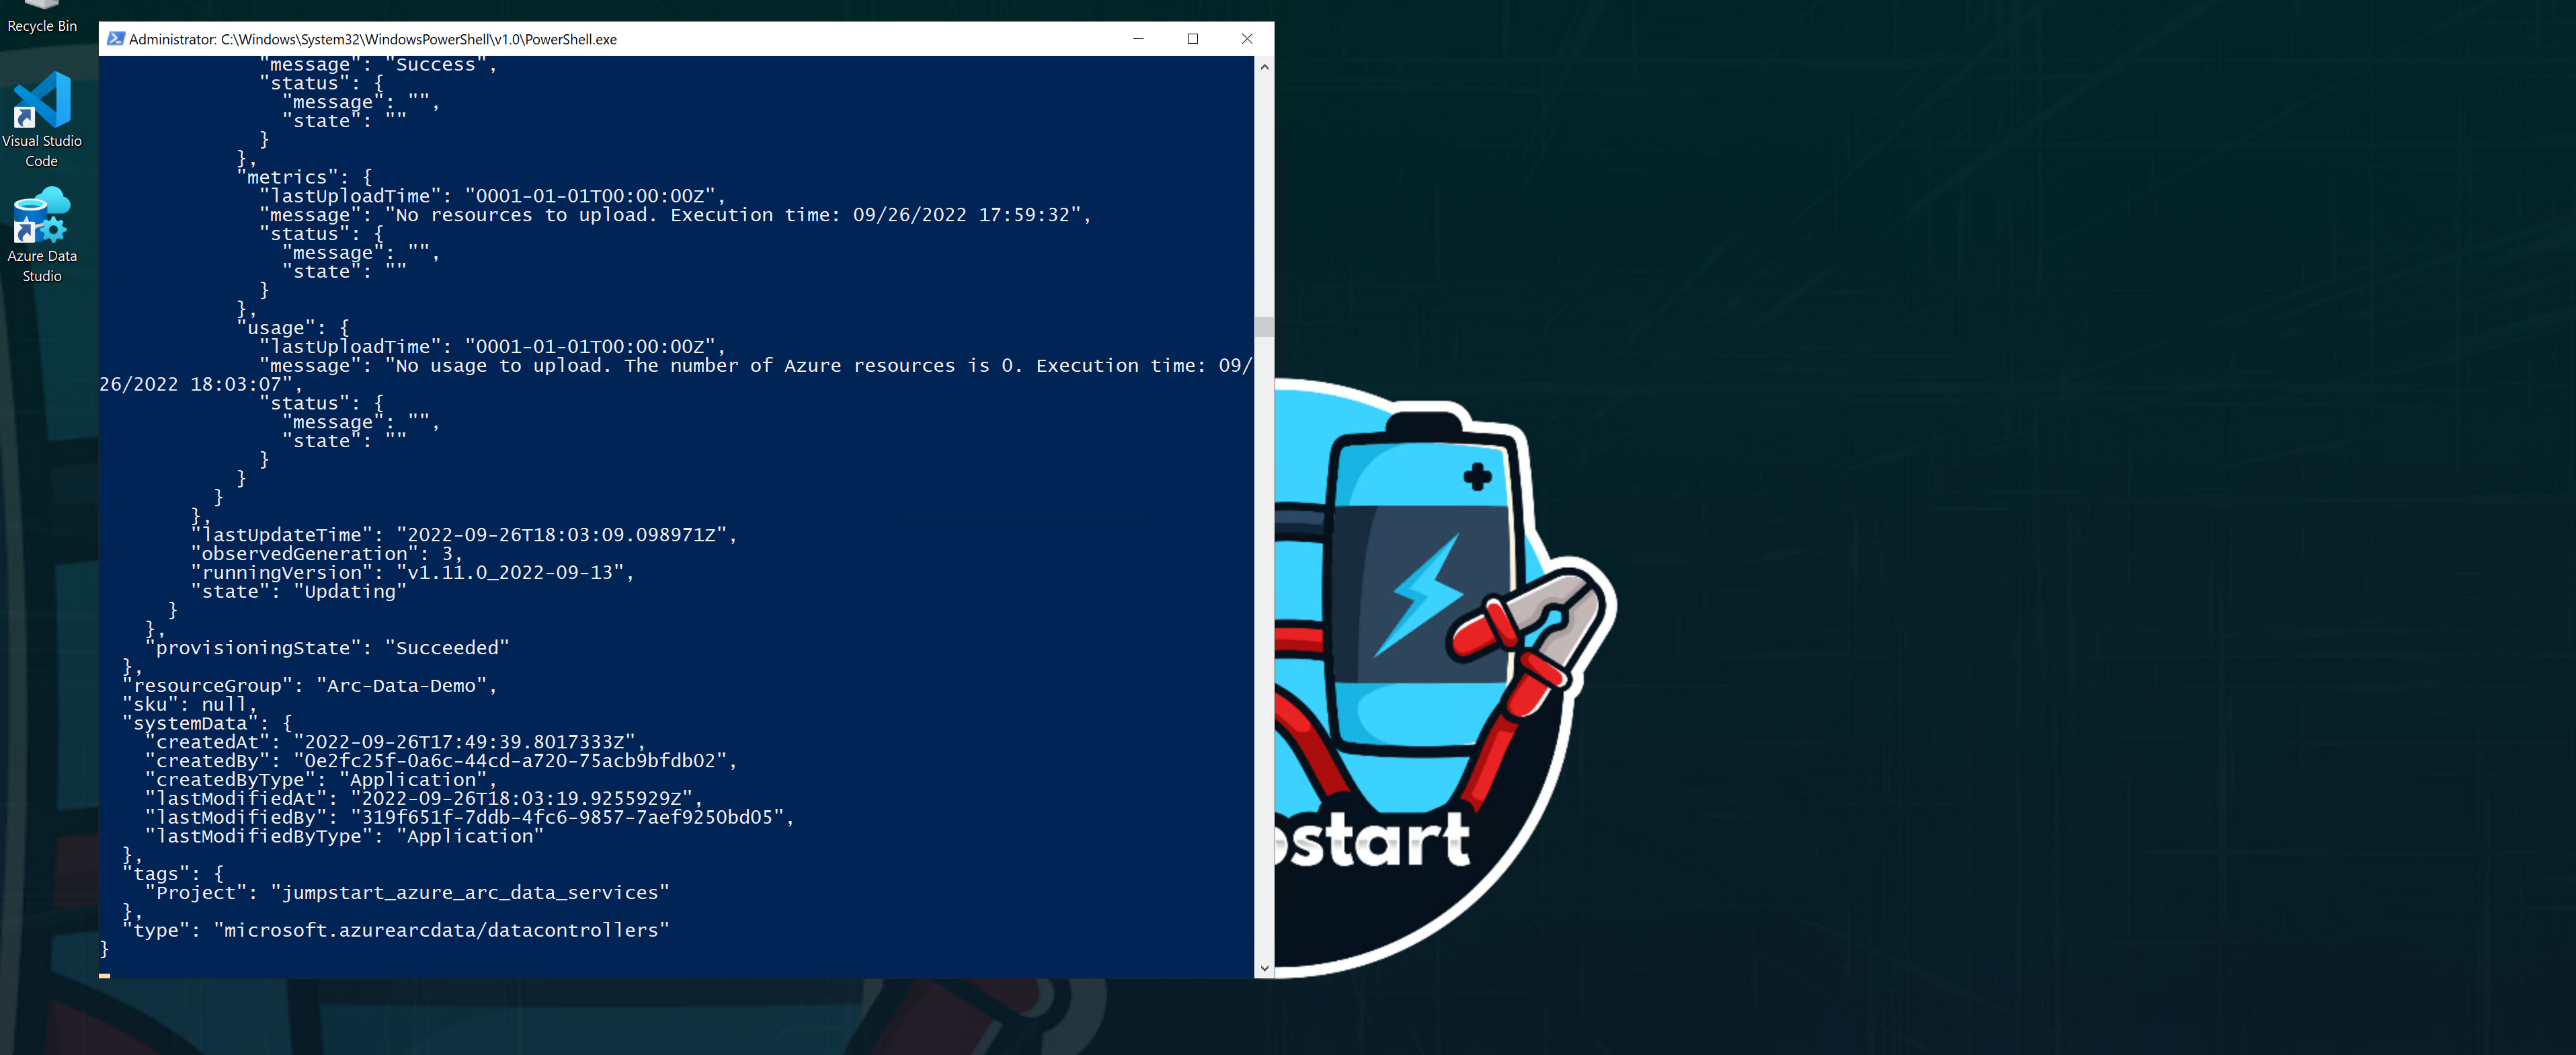 Recycle Bin
Visual Studio
Code
Azure Data
Studio
Administrator: C:\Windows\System32\WindowsPowerShell\v1.0\PowerShell.exe
"message": "Success",
"status": {
"message": "",
"state": ""
}
},
"metrics": {
"lastUploadTime": "0001-01-01T00:00:00Z",
"message": "No resources to upload. Execution time: 09/26/2022 17:59:32",
"status": {
"message": "",
"state": ""
}
},
"usage": {
"lastUploadTime": "0001-01-01T00:00:00Z",
"message": "No usage to upload. The number of Azure resources is 0. Execution time: 09/
26/2022 18:03:07",
"status": {
"message": "",
"state": ""
}
}
}
},
"lastUpdateTime": "2022-09-26T18:03:09.098971Z",
"observedGeneration": 3,
"runningVersion": "v1.11.0_2022-09-13",
"state": "Updating"
}
},
"provisioningState": "Succeeded"
},
"resourceGroup": "Arc-Data-Demo",
"sku": null,
"systemData": {
"createdAt": "2022-09-26T17:49:39.8017333Z",
"createdBy": "0e2fc25f-0a6c-44cd-a720-75acb9bfdb02",
"createdByType": "Application",
"lastModifiedAt": "2022-09-26T18:03:19.9255929Z",
"lastModifiedBy": "319f651f-7ddb-4fc6-9857-7aef9250bd05",
"lastModifiedByType": "Application"
},
"tags": {
"Project": "jumpstart_azure_arc_data_services"
},
"type": "microsoft.azurearcdata/datacontrollers"
}
start